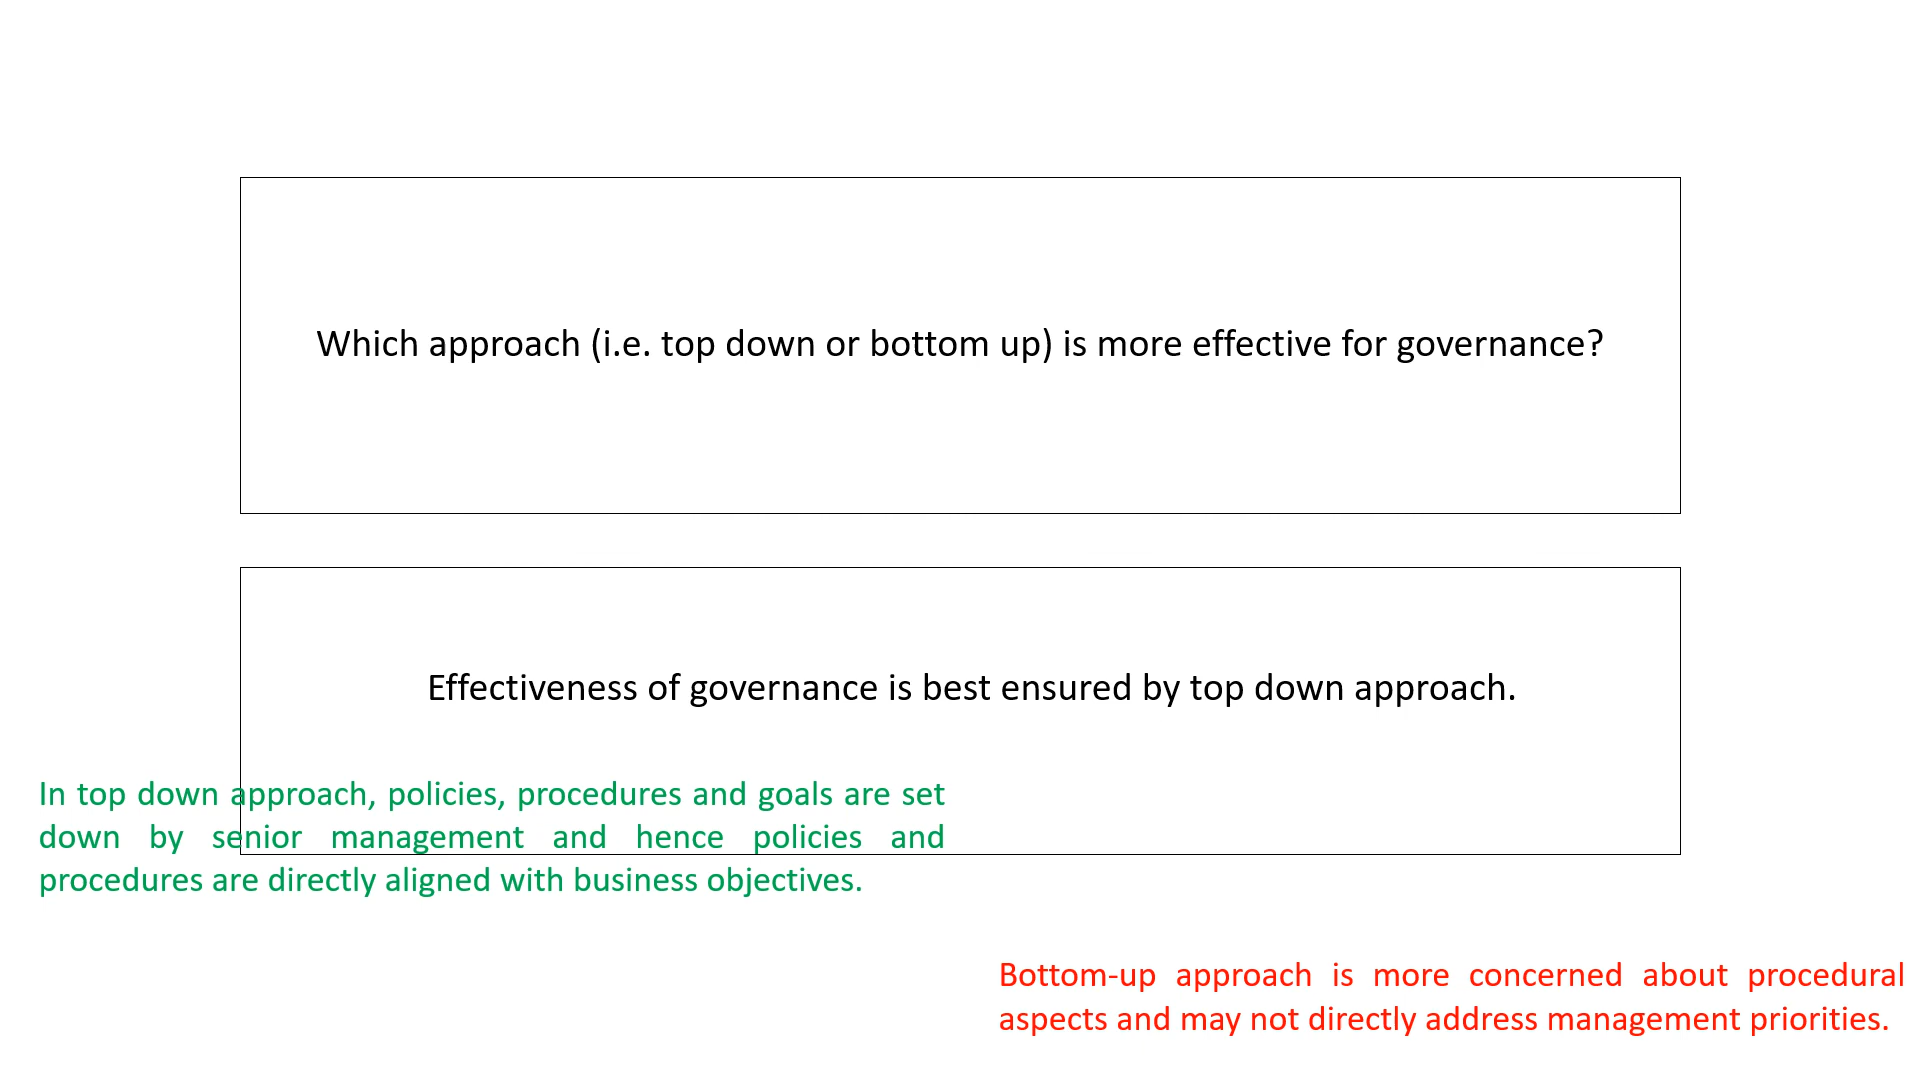 Which approach (i.e. top down or bottom up) is more effective for governance?
Effectiveness of governance is best ensured by top down approach.
In top down approach, policies, procedures and goals are set
down by senior management and hence policies and
procedures are directly aligned with business objectives.
Bottom-up approach is more concerned about procedural
aspects and may not directly address management priorities.